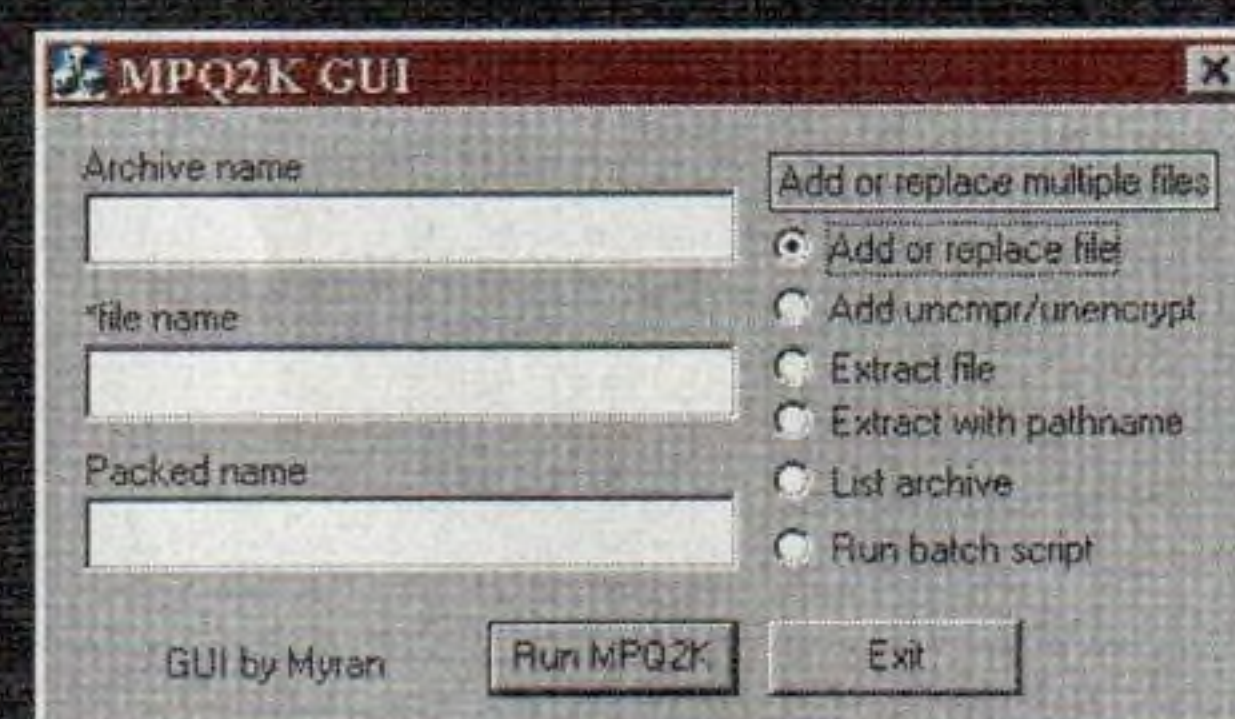 MPQ2K GUI
Archive name
*file name
Packed name
Add or replace multiple files
Add or replace file
Add uncmpr/unencrypt
Extract file
Extract with pathname
List archive
Run batch script
GUI by Myran
Run MPQ2K
Exit